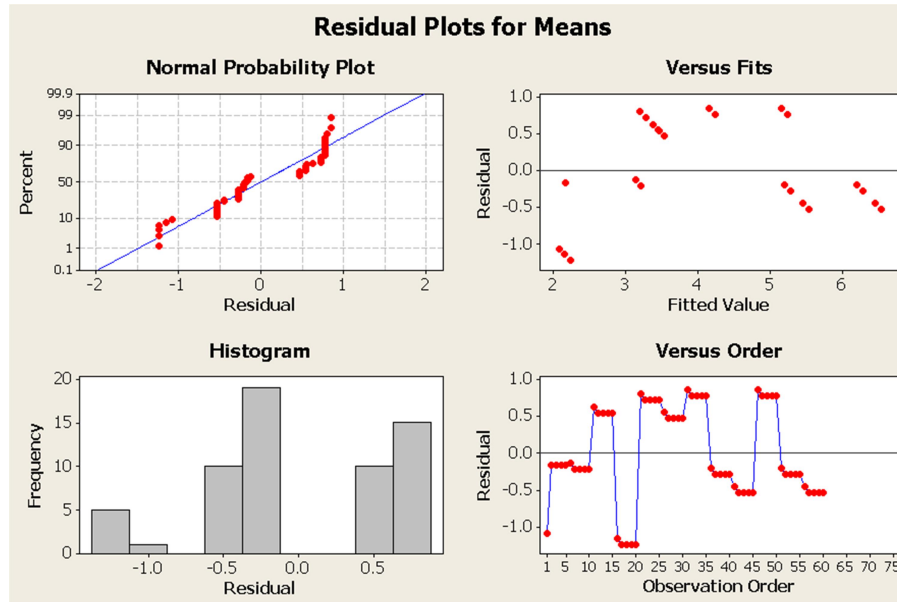 Residual Plots for Means
Normal Probability Plot
99.9
99
90
50
10
1
0.1
Percent
-2 -1 0 1 2
Residual
Versus Fits
1.0
0.5
0.0
-0.5
-1.0
Residual
2 3 4 5 6
Fitted Value
Histogram
20
15
10
5
0
Frequency
-1.0 -0.5 0.0 0.5
Residual
Versus Order
1.0
0.5
0.0
-0.5
-1.0
Residual
1 5 10 15 20 25 30 35 40 45 50 55 60 65 70 75
Observation Order